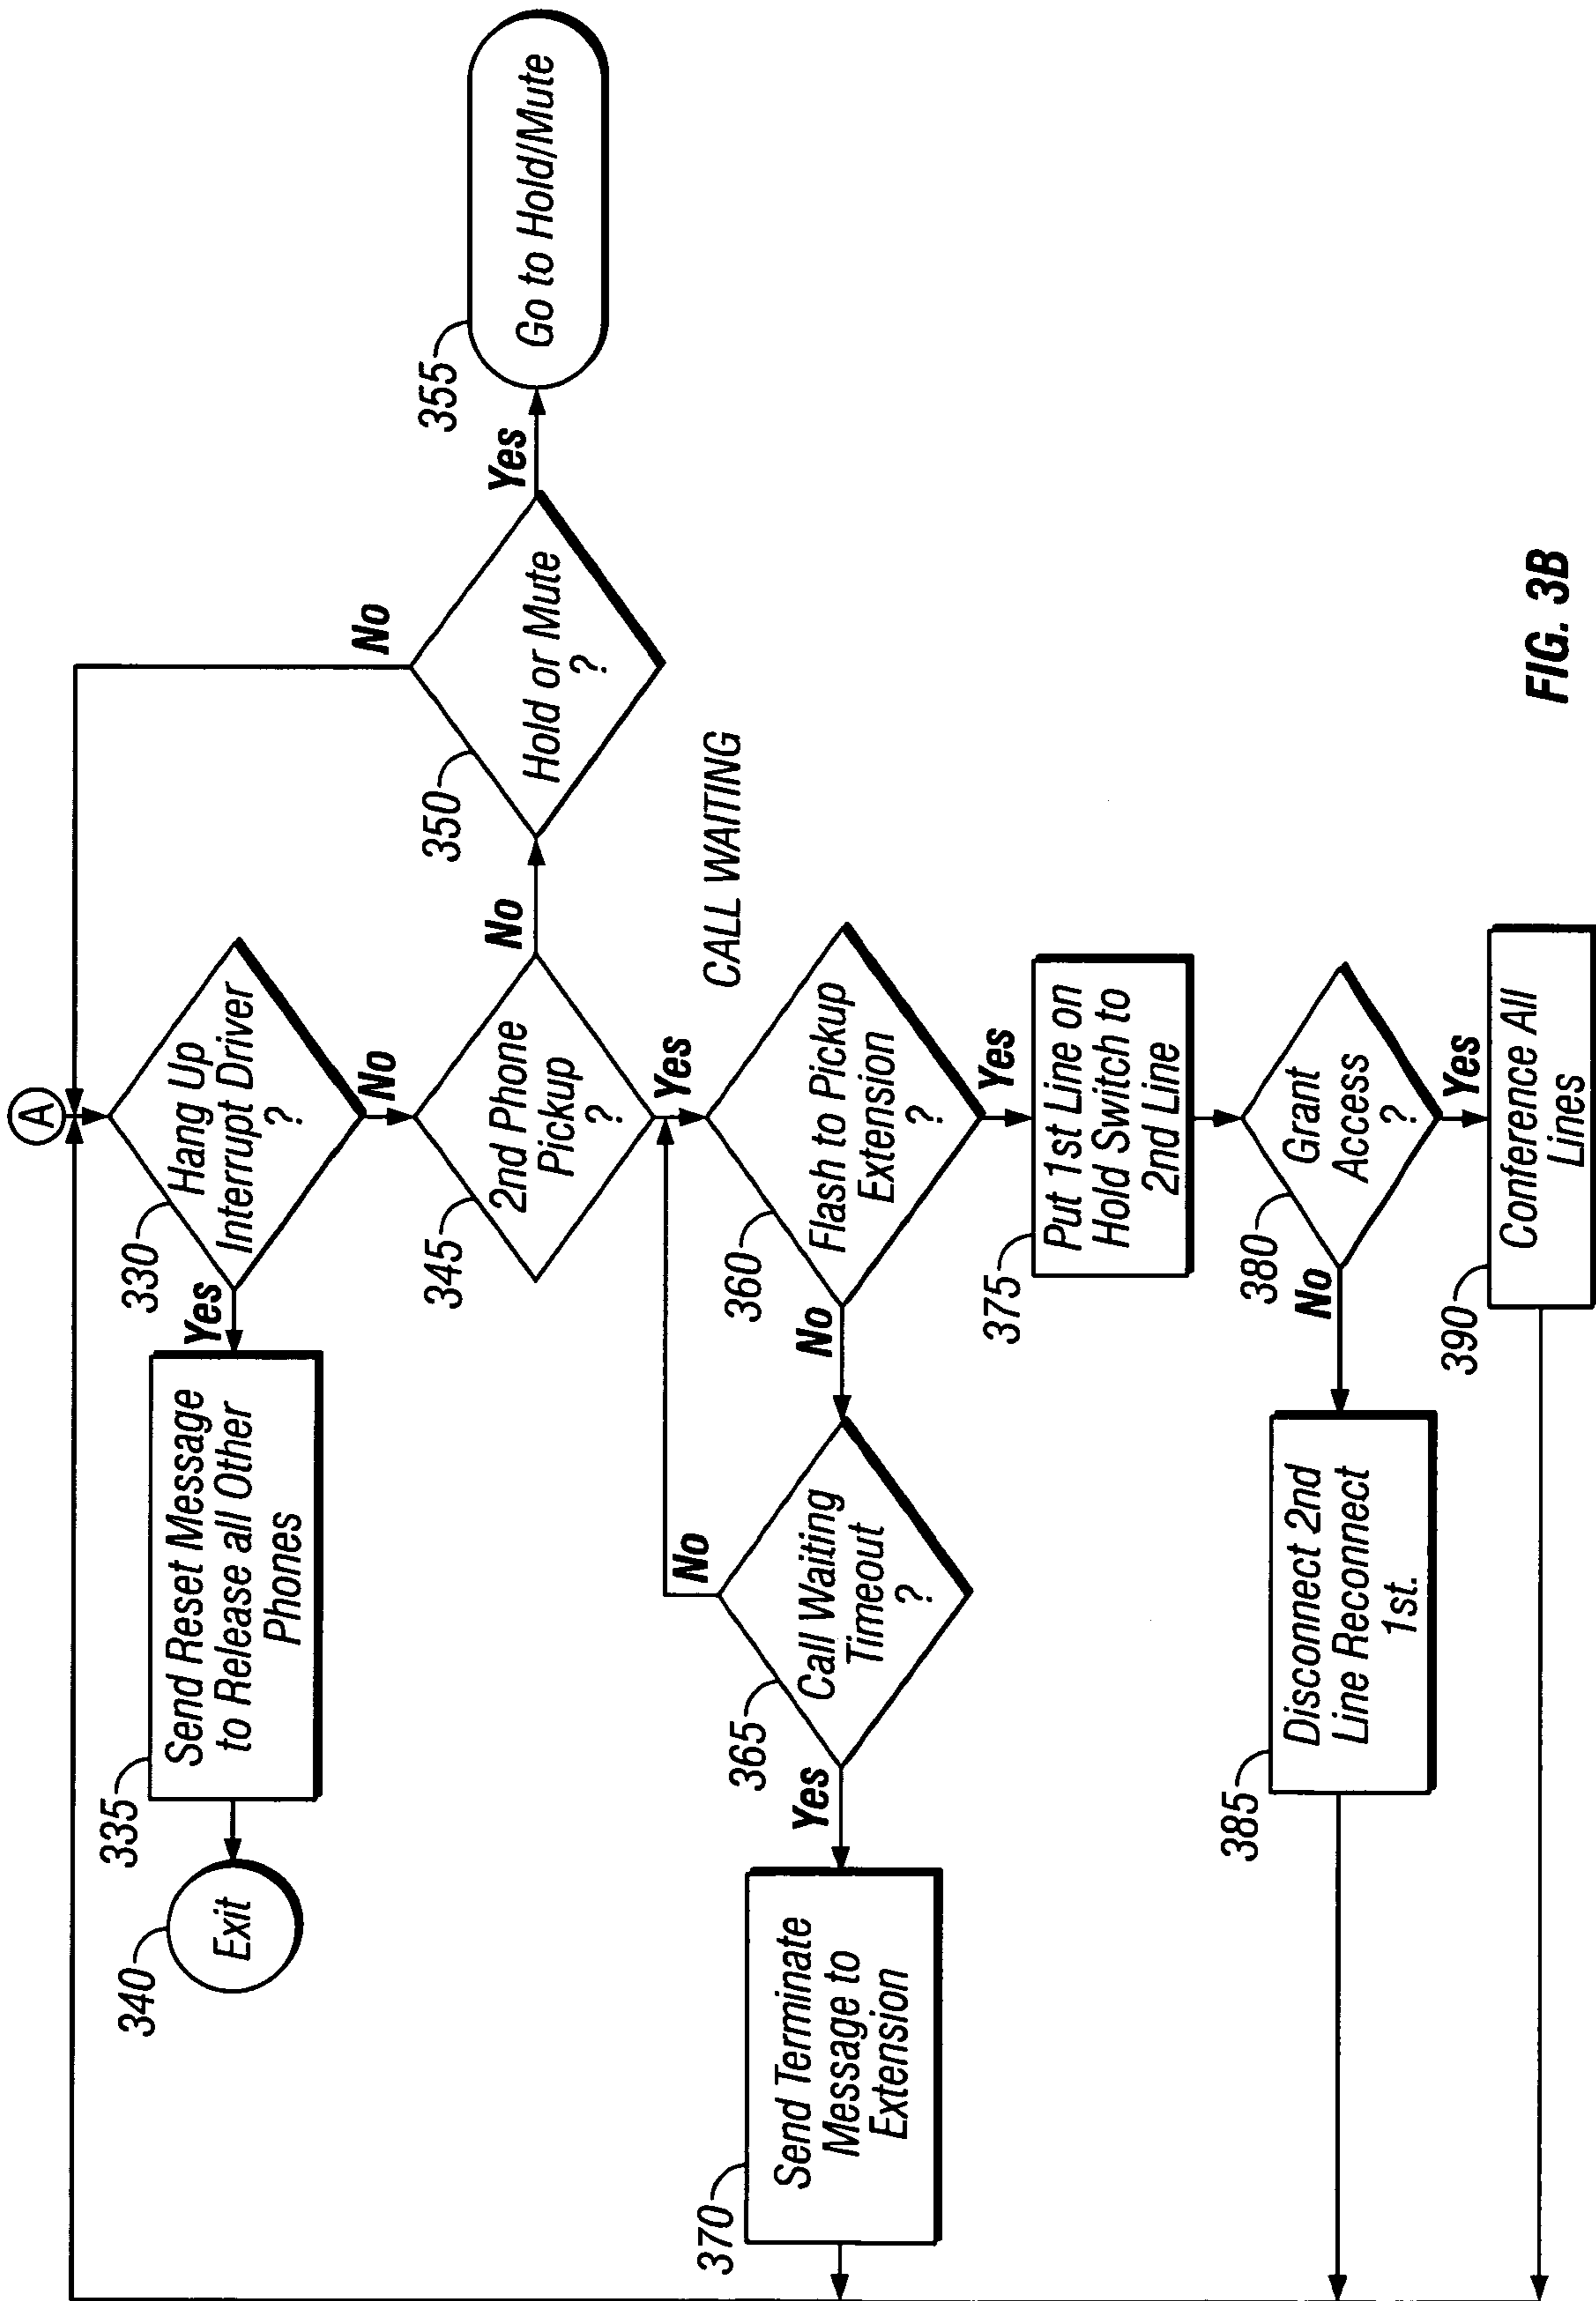 A
330
Hang Up
Interrupt Driver
?
Yes
No
335
Send Reset Message
to Release all Other
Phones
340
Exit
345
2nd Phone
Pickup
?
No
Yes
350
Hold or Mute
?
No
Yes
355
Go to Hold/Mute
CALL WAITING
360
Flash to Pickup
Extension
?
No
Yes
365
Call Waiting
Timeout
?
No
Yes
370
Send Terminate
Message to
Extension
375
Put 1st Line on
Hold Switch to
2nd Line
380
Grant
Access
?
No
Yes
385
Disconnect 2nd
Line Reconnect
1st.
390
Conference All
Lines
FIG. 3B